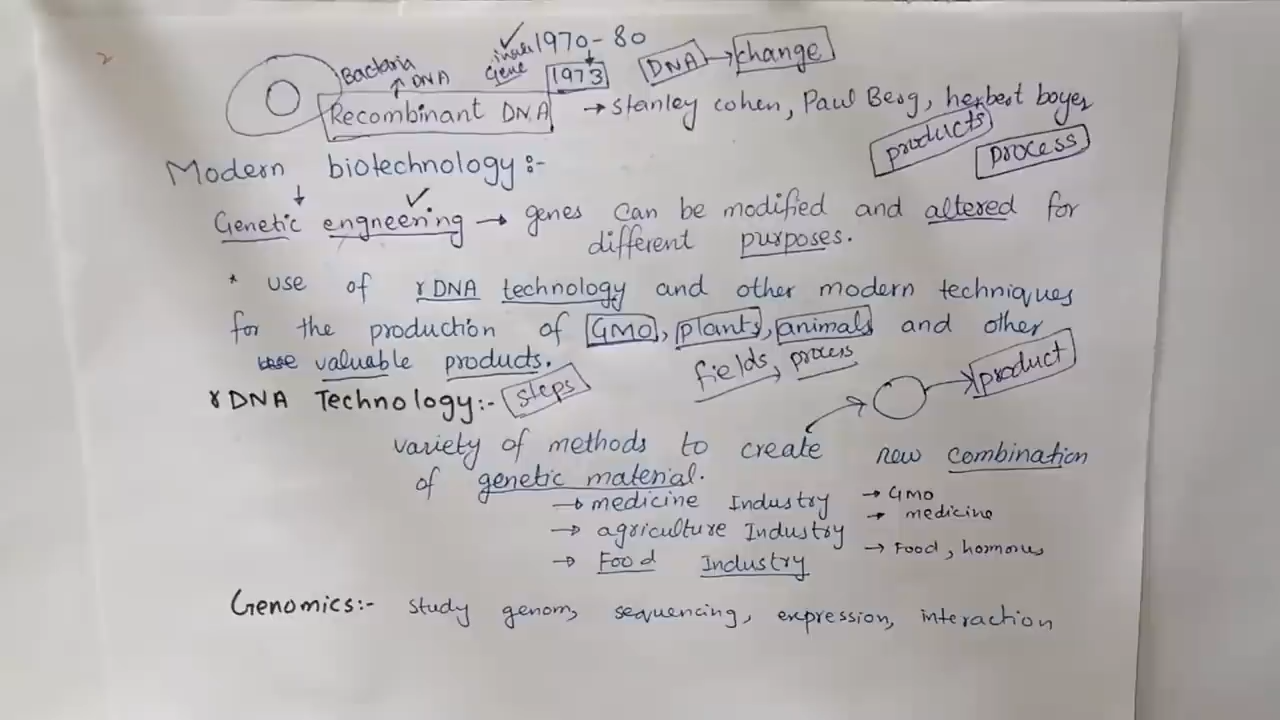 2
✓ 1970-80
Bacteria
↑ DNA
Gene
1973
DNA → change
Recombinant DNA → Stanley cohen, Paul Berg, herbert boyer
products
process
Modern biotechnology :-
↓ ✓
Genetic engneering → genes can be modified and altered for
different purposes.
* use of rDNA technology and other modern techniques
for the production of GMO, plants, animals and other
valuable products.
fields, process
→ product
rDNA Technology:- steps
variety of methods to create new combination
of genetic material.
→ medicine Industry → GMO
→ medicine
→ agriculture Industry
→ Food, hormones
→ Food Industry
Genomics:- study genom, sequencing, expression, interaction